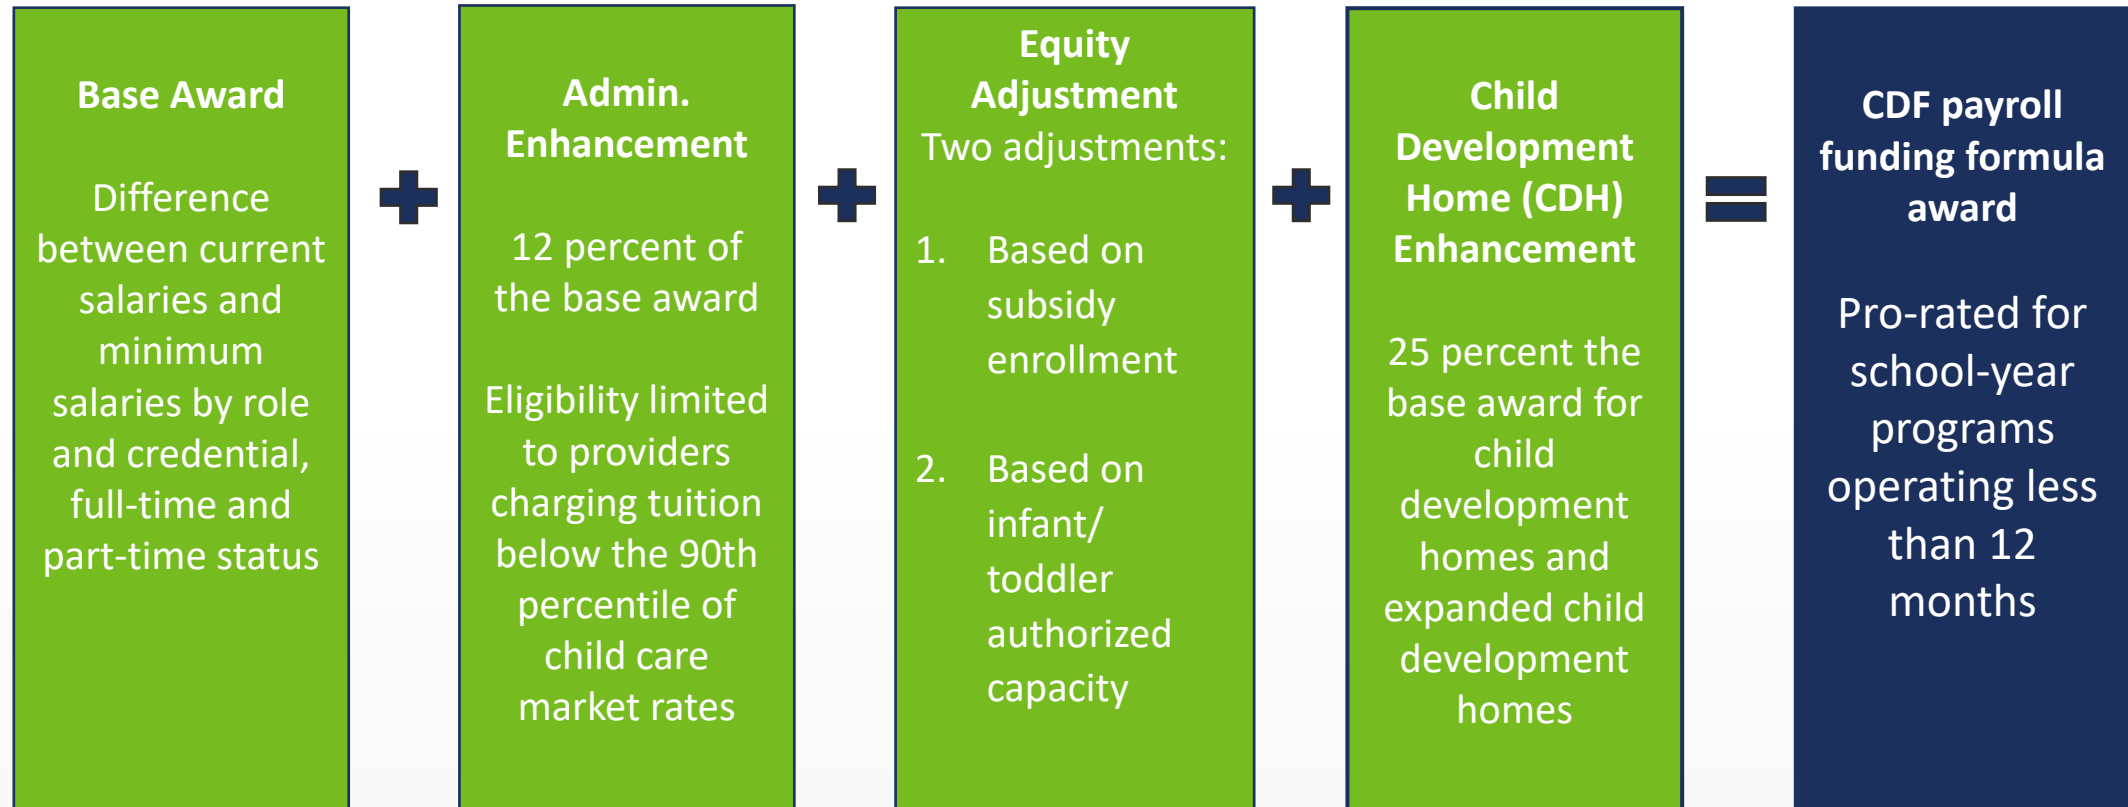 Base Award
Difference
between current
salaries and
minimum
salaries by role
and credential,
full-time and
part-time status
Admin.
Enhancement
12 percent of
the base award
Eligibility limited
to providers
charging tuition
below the 90th
percentile of
child care
market rates
Equity
Adjustment
Two adjustments:
1. Based on
subsidy
enrollment
2. Based on
infant/
toddler
authorized
capacity
Child
Development
Home (CDH)
Enhancement
25 percent the
base award for
child
development
homes and
expanded child
development
homes
CDF payroll
funding formula
award
Pro-rated for
school-year
programs
operating less
than 12
months